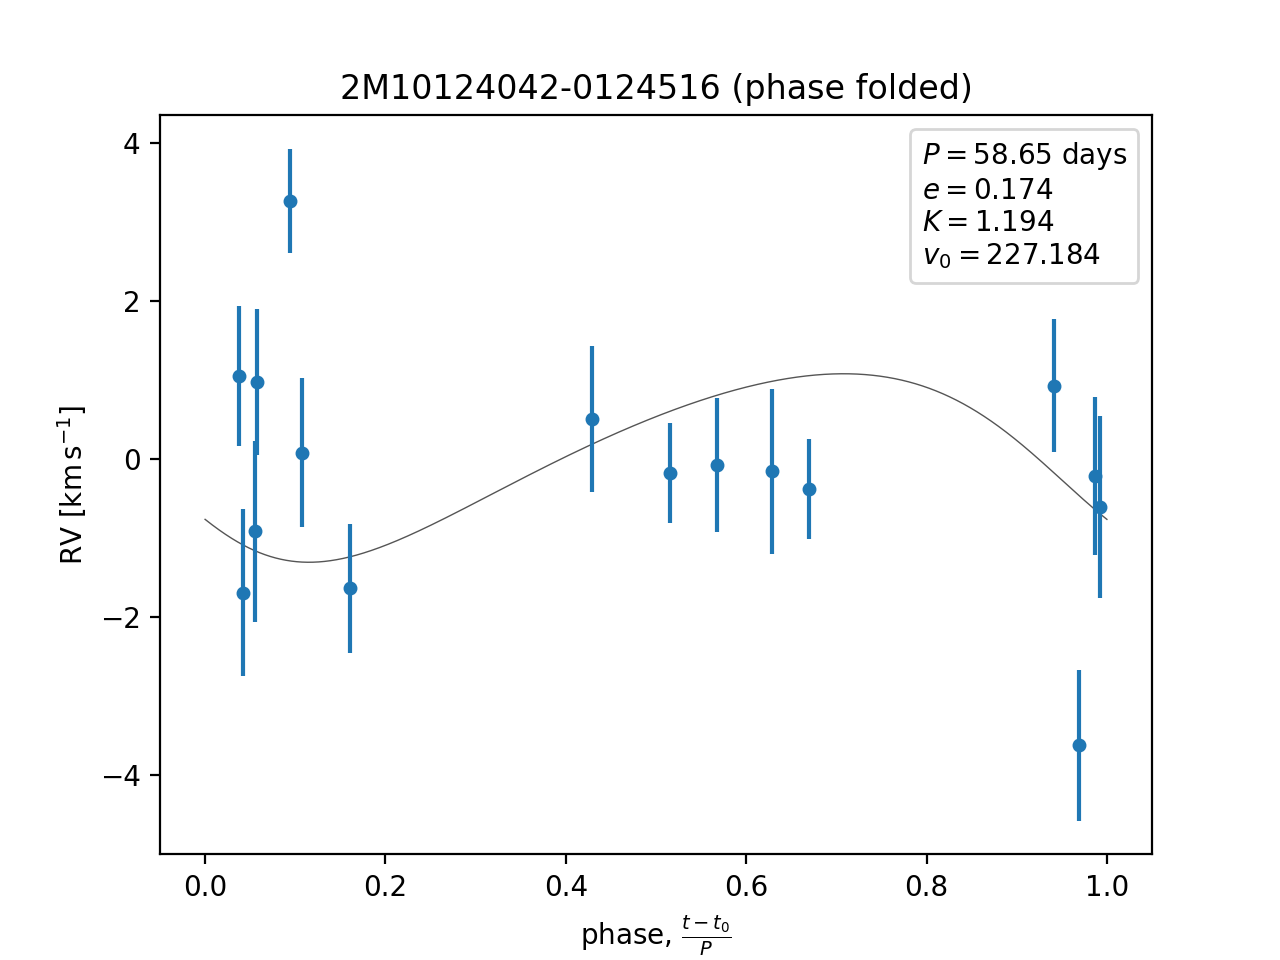 2M10124042-0124516 (phase folded)
P = 58.65 days
e = 0.174
K = 1.194
v₀ = 227.184
4
2
0
−2
−4
RV [km s⁻¹]
0.0 0.2 0.4 0.6 0.8 1.0
phase, (t − t₀)/P